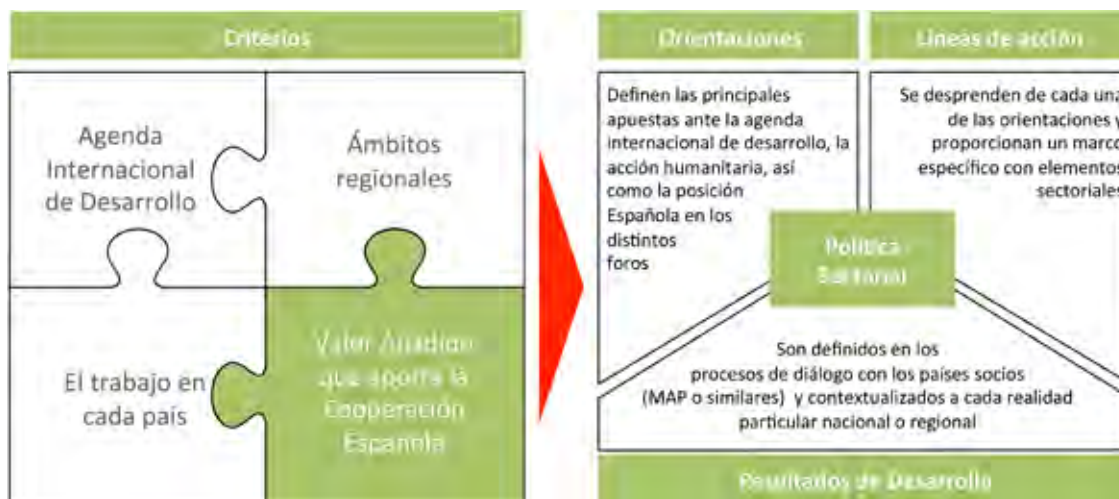 Criterios
Agenda
Internacional
de Desarrollo
Ámbitos
regionales
El trabajo en
cada país
Valor Añadido
que aporta la
Cooperación
Española
Orientaciones
Definen las principales
apuestas ante la agenda
internacional de desarrollo, la
acción humanitaria, así
como la posición
Española en los
distintos
foros
Líneas de acción
Se desprenden de cada una
de las orientaciones y
proporcionan un marco
específico con elementos
sectoriales
Política
Sectorial
Son definidos en los
procesos de diálogo con los países socios
(MAP o similares) y contextualizados a cada realidad
particular nacional o regional
Resultados de Desarrollo